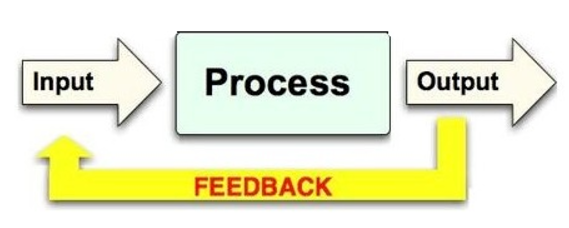 Input
Process
Output
FEEDBACK